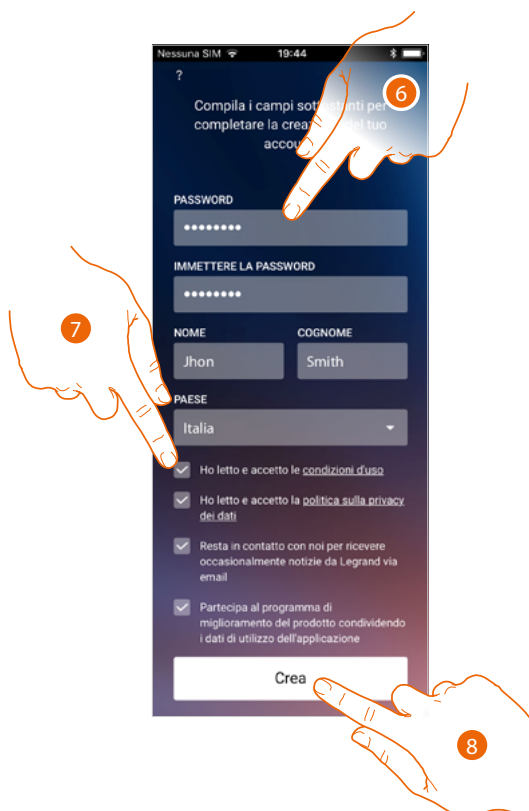 Nessuna SIM 19:44
?
6
Compila i campi sottostanti per
completare la del tuo
PASSWORD
••••••••
IMMETTERE LA PASSWORD
••••••••
7
NOME COGNOME
Jhon Smith
PAESE
Italia
Ho letto e accetto le condizioni d'uso
Ho letto e accetto la politica sulla privacy
dei dati
Resta in contatto con noi per ricevere
occasionalmente notizie da Legrand via
email
Partecipa al programma di
miglioramento del prodotto condividendo
i dati di utilizzo dell'applicazione
Crea
8